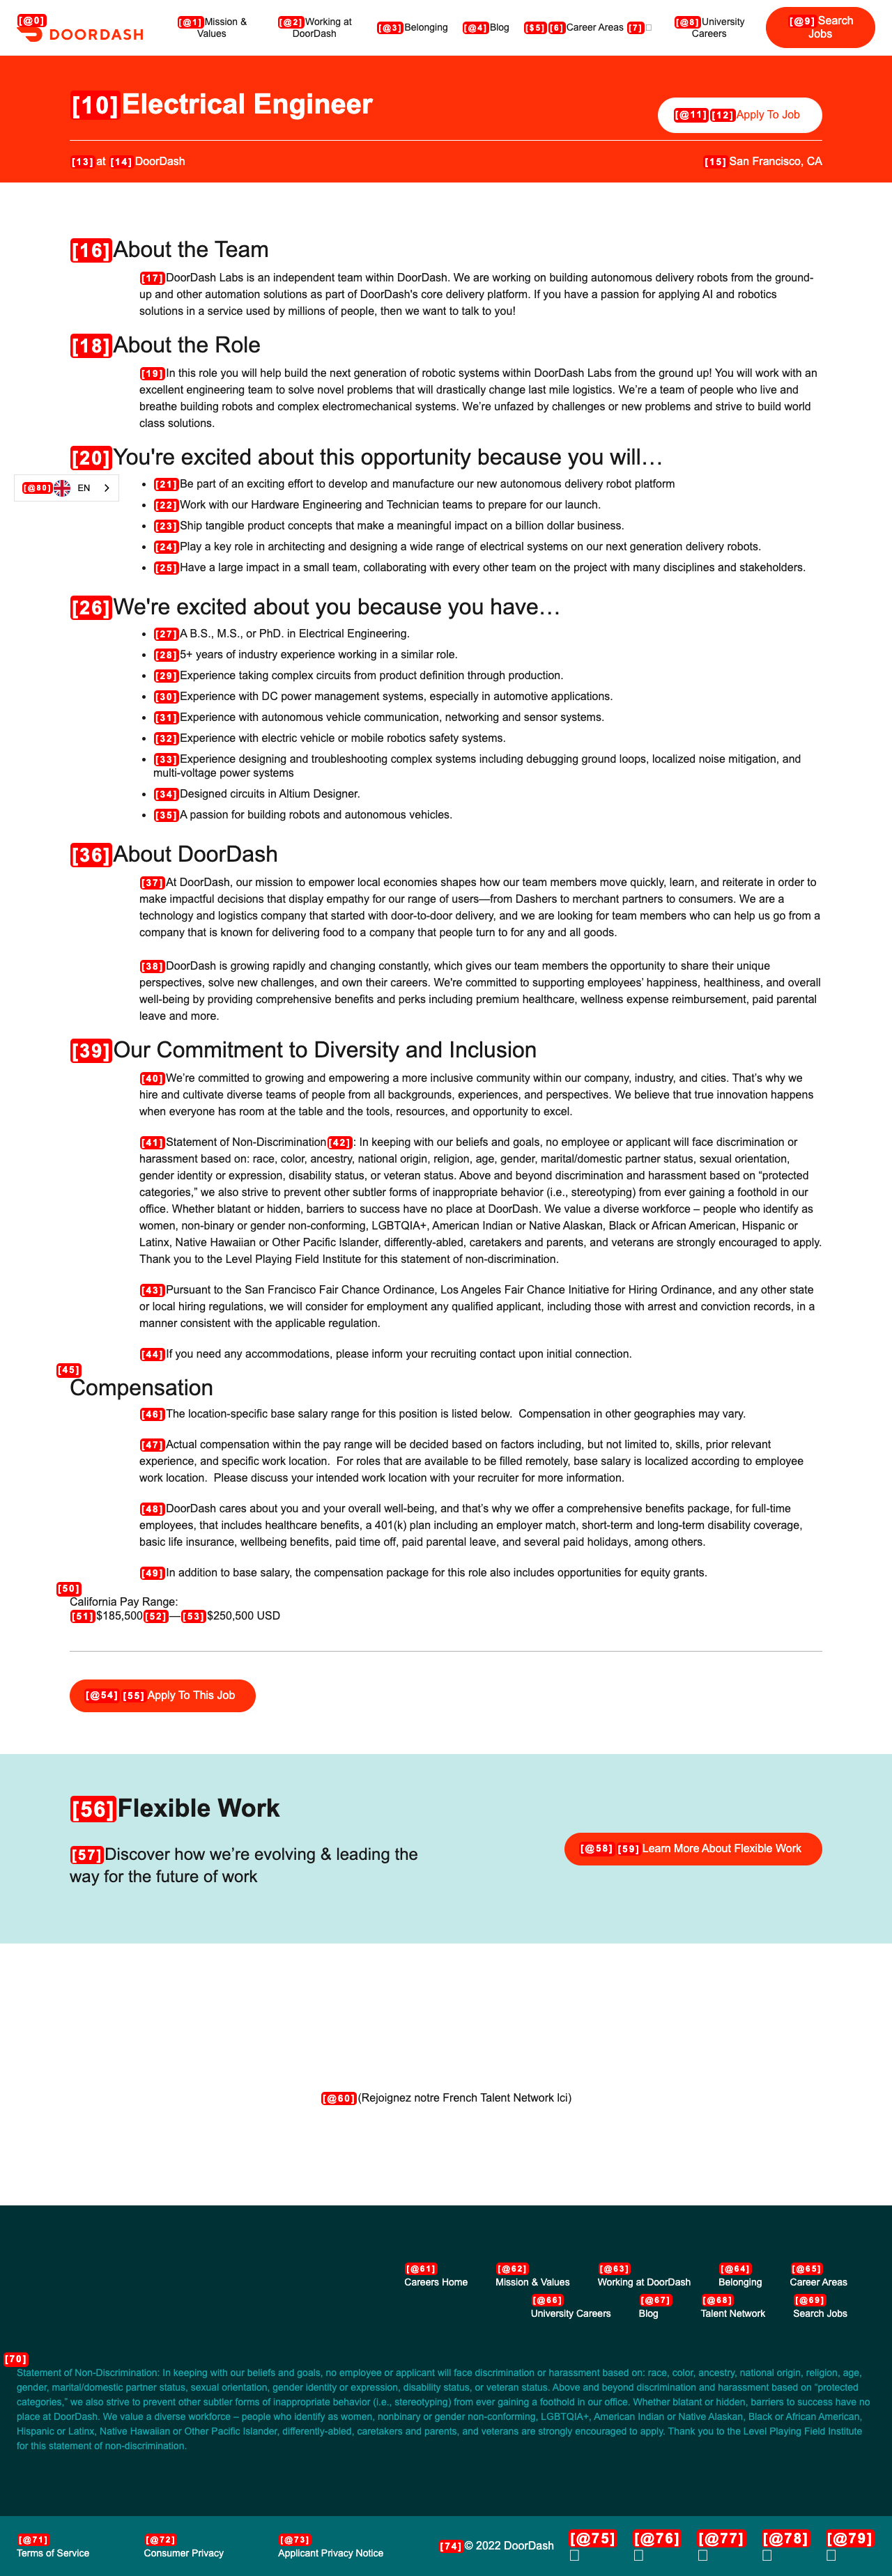 [@0] DOORDASH
[@1] Mission & Values
[@2] Working at DoorDash
[@3] Belonging
[@4] Blog
[$5] [6] Career Areas [7]
[@8] University Careers
[@9] Search Jobs
[10] Electrical Engineer
[@11] [12] Apply To Job
[13] at [14] DoorDash
[15] San Francisco, CA
[16] About the Team
[17] DoorDash Labs is an independent team within DoorDash. We are working on building autonomous delivery robots from the ground-
up and other automation solutions as part of DoorDash's core delivery platform. If you have a passion for applying AI and robotics
solutions in a service used by millions of people, then we want to talk to you!
[18] About the Role
[19] In this role you will help build the next generation of robotic systems within DoorDash Labs from the ground up! You will work with an
excellent engineering team to solve novel problems that will drastically change last mile logistics. We’re a team of people who live and
breathe building robots and complex electromechanical systems. We’re unfazed by challenges or new problems and strive to build world
class solutions.
[20] You're excited about this opportunity because you will…
[@80] EN
[21] Be part of an exciting effort to develop and manufacture our new autonomous delivery robot platform
[22] Work with our Hardware Engineering and Technician teams to prepare for our launch.
[23] Ship tangible product concepts that make a meaningful impact on a billion dollar business.
[24] Play a key role in architecting and designing a wide range of electrical systems on our next generation delivery robots.
[25] Have a large impact in a small team, collaborating with every other team on the project with many disciplines and stakeholders.
[26] We're excited about you because you have…
[27] A B.S., M.S., or PhD. in Electrical Engineering.
[28] 5+ years of industry experience working in a similar role.
[29] Experience taking complex circuits from product definition through production.
[30] Experience with DC power management systems, especially in automotive applications.
[31] Experience with autonomous vehicle communication, networking and sensor systems.
[32] Experience with electric vehicle or mobile robotics safety systems.
[33] Experience designing and troubleshooting complex systems including debugging ground loops, localized noise mitigation, and
multi-voltage power systems
[34] Designed circuits in Altium Designer.
[35] A passion for building robots and autonomous vehicles.
[36] About DoorDash
[37] At DoorDash, our mission to empower local economies shapes how our team members move quickly, learn, and reiterate in order to
make impactful decisions that display empathy for our range of users—from Dashers to merchant partners to consumers. We are a
technology and logistics company that started with door-to-door delivery, and we are looking for team members who can help us go from a
company that is known for delivering food to a company that people turn to for any and all goods.
[38] DoorDash is growing rapidly and changing constantly, which gives our team members the opportunity to share their unique
perspectives, solve new challenges, and own their careers. We're committed to supporting employees’ happiness, healthiness, and overall
well-being by providing comprehensive benefits and perks including premium healthcare, wellness expense reimbursement, paid parental
leave and more.
[39] Our Commitment to Diversity and Inclusion
[40] We’re committed to growing and empowering a more inclusive community within our company, industry, and cities. That’s why we
hire and cultivate diverse teams of people from all backgrounds, experiences, and perspectives. We believe that true innovation happens
when everyone has room at the table and the tools, resources, and opportunity to excel.
[41] Statement of Non-Discrimination [42] : In keeping with our beliefs and goals, no employee or applicant will face discrimination or
harassment based on: race, color, ancestry, national origin, religion, age, gender, marital/domestic partner status, sexual orientation,
gender identity or expression, disability status, or veteran status. Above and beyond discrimination and harassment based on “protected
categories,” we also strive to prevent other subtler forms of inappropriate behavior (i.e., stereotyping) from ever gaining a foothold in our
office. Whether blatant or hidden, barriers to success have no place at DoorDash. We value a diverse workforce – people who identify as
women, non-binary or gender non-conforming, LGBTQIA+, American Indian or Native Alaskan, Black or African American, Hispanic or
Latinx, Native Hawaiian or Other Pacific Islander, differently-abled, caretakers and parents, and veterans are strongly encouraged to apply.
Thank you to the Level Playing Field Institute for this statement of non-discrimination.
[43] Pursuant to the San Francisco Fair Chance Ordinance, Los Angeles Fair Chance Initiative for Hiring Ordinance, and any other state
or local hiring regulations, we will consider for employment any qualified applicant, including those with arrest and conviction records, in a
manner consistent with the applicable regulation.
[44] If you need any accommodations, please inform your recruiting contact upon initial connection.
[45]
Compensation
[46] The location-specific base salary range for this position is listed below.  Compensation in other geographies may vary.
[47] Actual compensation within the pay range will be decided based on factors including, but not limited to, skills, prior relevant
experience, and specific work location.  For roles that are available to be filled remotely, base salary is localized according to employee
work location.  Please discuss your intended work location with your recruiter for more information.
[48] DoorDash cares about you and your overall well-being, and that’s why we offer a comprehensive benefits package, for full-time
employees, that includes healthcare benefits, a 401(k) plan including an employer match, short-term and long-term disability coverage,
basic life insurance, wellbeing benefits, paid time off, paid parental leave, and several paid holidays, among others.
[49] In addition to base salary, the compensation package for this role also includes opportunities for equity grants.
[50]
California Pay Range:
[51] $185,500 [52] — [53] $250,500 USD
[@54] [55] Apply To This Job
[56] Flexible Work
[57] Discover how we’re evolving & leading the
way for the future of work
[@58] [59] Learn More About Flexible Work
[@60] (Rejoignez notre French Talent Network Ici)
[@61] [@62] [@63] [@64] [@65]
Careers Home Mission & Values Working at DoorDash Belonging Career Areas
[@66] [@67] [@68] [@69]
University Careers Blog Talent Network Search Jobs
[70]
Statement of Non-Discrimination: In keeping with our beliefs and goals, no employee or applicant will face discrimination or harassment based on: race, color, ancestry, national origin, religion, age,
gender, marital/domestic partner status, sexual orientation, gender identity or expression, disability status, or veteran status. Above and beyond discrimination and harassment based on “protected
categories,” we also strive to prevent other subtler forms of inappropriate behavior (i.e., stereotyping) from ever gaining a foothold in our office. Whether blatant or hidden, barriers to success have no
place at DoorDash. We value a diverse workforce – people who identify as women, nonbinary or gender non-conforming, LGBTQIA+, American Indian or Native Alaskan, Black or African American,
Hispanic or Latinx, Native Hawaiian or Other Pacific Islander, differently-abled, caretakers and parents, and veterans are strongly encouraged to apply. Thank you to the Level Playing Field Institute
for this statement of non-discrimination.
[@71] [@72] [@73]
Terms of Service Consumer Privacy Applicant Privacy Notice
[74] © 2022 DoorDash [@75] [@76] [@77] [@78] [@79]